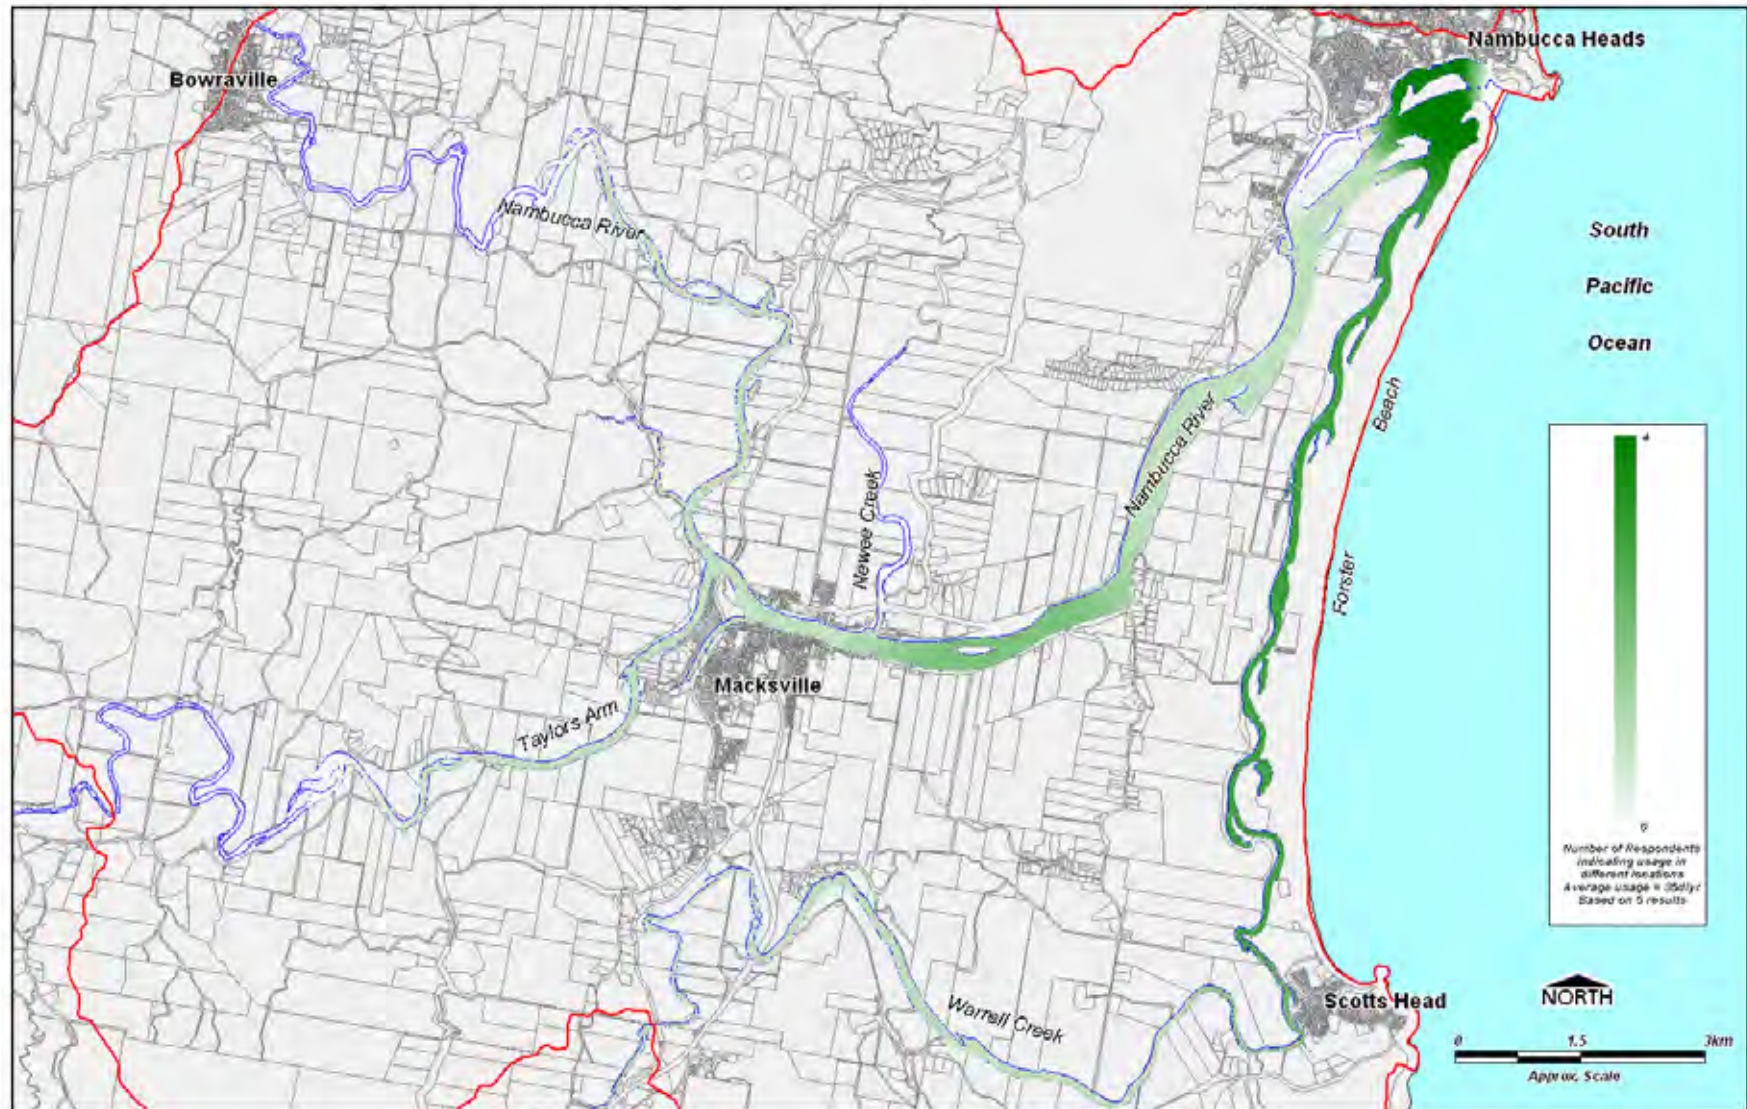 Nambucca Heads
Bowraville
Nambucca River
South
Pacific
Ocean
Beach
Nambucca River
Newee Creek
Forster
Macksville
Taylors Arm
Number of Respondents
indicating usage in
different locations
Average usage =
Based on 5 results
Warrell Creek
Scotts Head
NORTH
0 1.5 3km
Approx. Scale